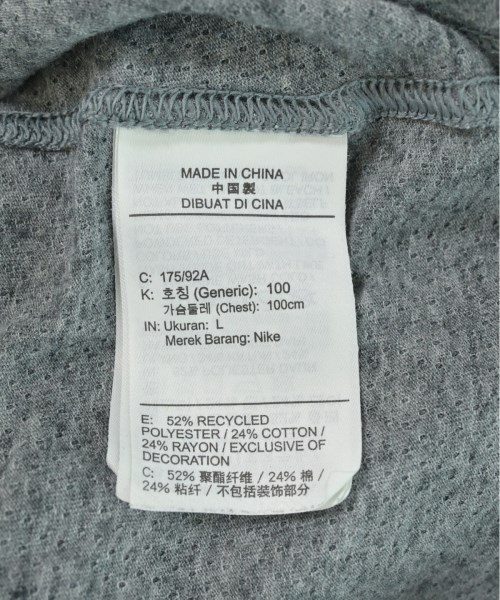 MADE IN CHINA
中国製
DIBUAT DI CINA
C: 175/92A
K: 호칭 (Generic): 100
가슴둘레 (Chest): 100cm
IN: Ukuran: L
Merek Barang: Nike
E: 52% RECYCLED
POLYESTER / 24% COTTON /
24% RAYON / EXCLUSIVE OF
DECORATION
C: 52% 聚酯纤维 / 24% 棉 /
24% 粘纤 / 不包括装饰部分